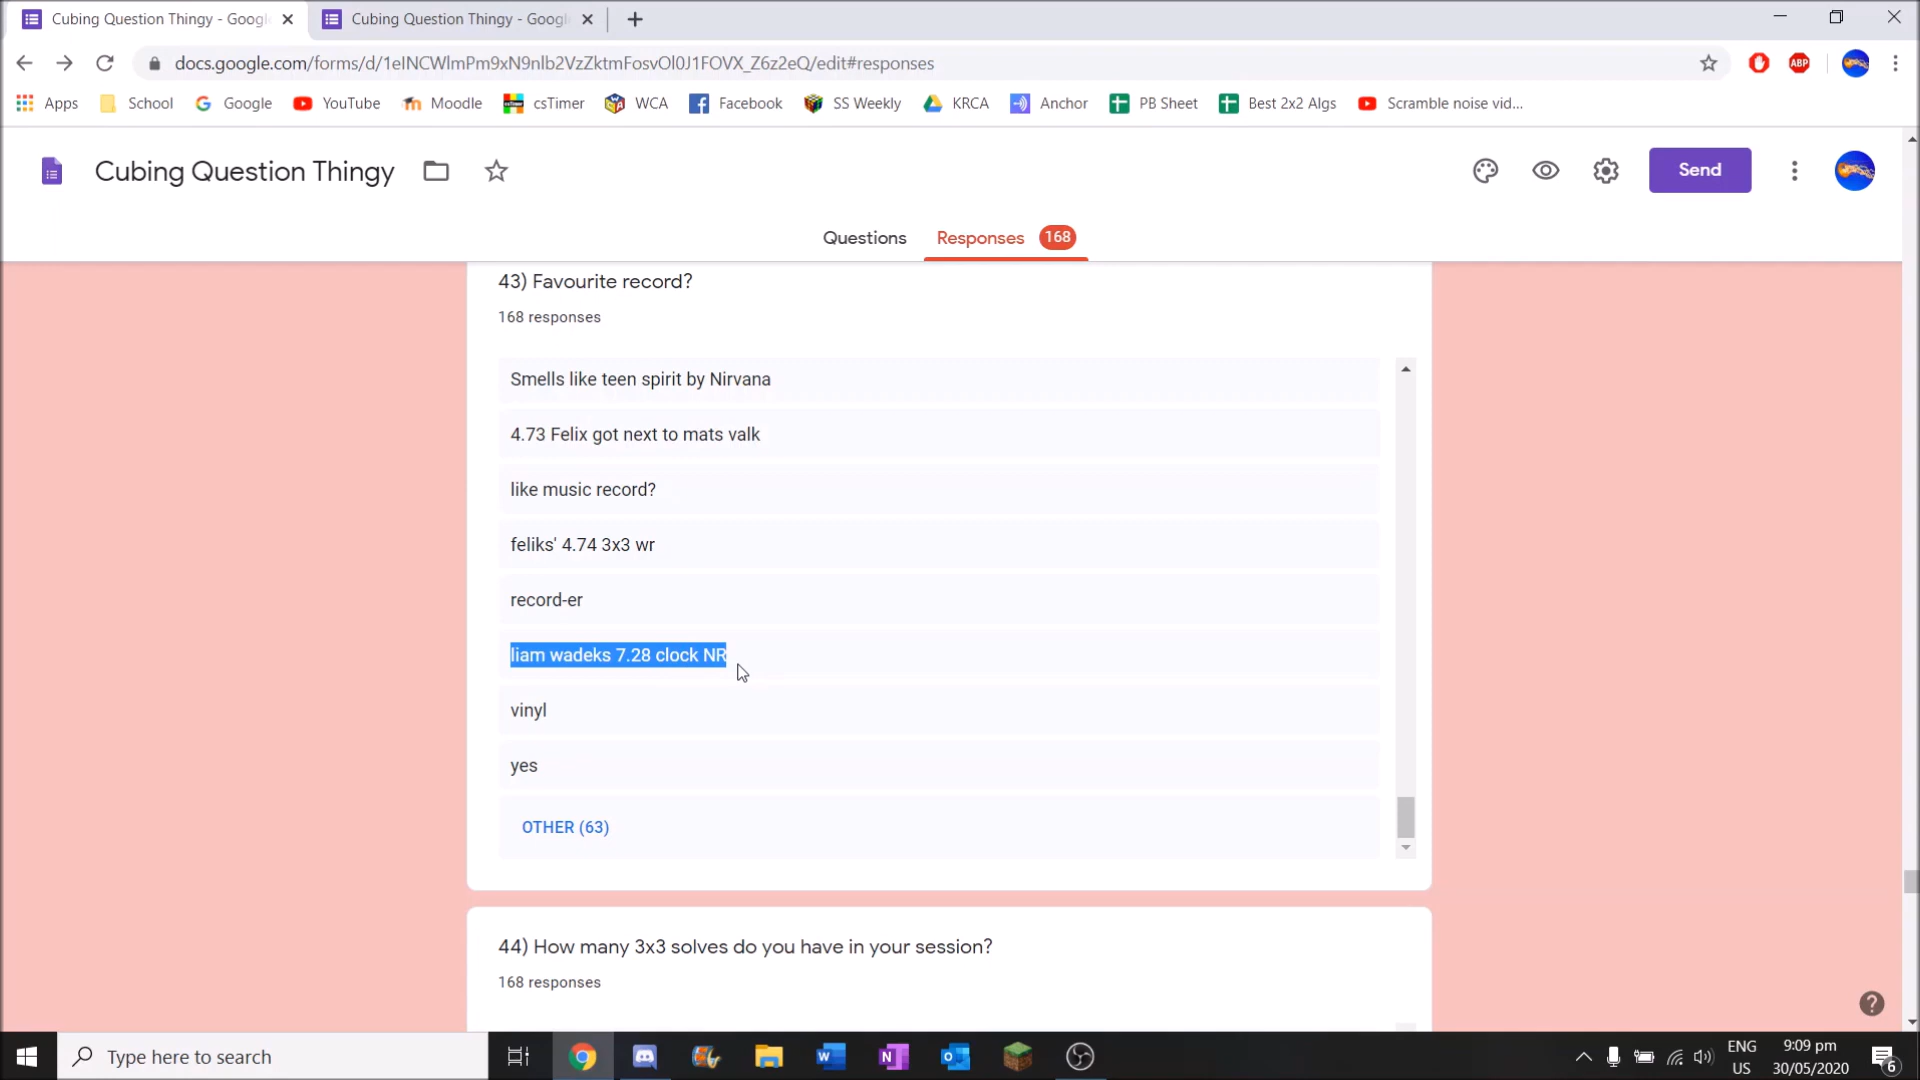 Cubing Question Thingy - Googl
Cubing Question Thingy - Googl
docs.google.com/forms/d/1eINCWlmPm9xN9nlb2VzZktmFosvOl0J1FOVX_Z6z2eQ/edit#responses
ABP
Apps School Google YouTube Moodle csTimer WCA Facebook SS Weekly KRCA Anchor PB Sheet Best 2x2 Algs Scramble noise vid...
Cubing Question Thingy
Send
Questions Responses 168
43) Favourite record?
168 responses
Smells like teen spirit by Nirvana
4.73 Felix got next to mats valk
like music record?
feliks' 4.74 3x3 wr
record-er
liam wadeks 7.28 clock NR
vinyl
yes
OTHER (63)
44) How many 3x3 solves do you have in your session?
168 responses
Type here to search
ENG
US
9:09 pm
30/05/2020
6